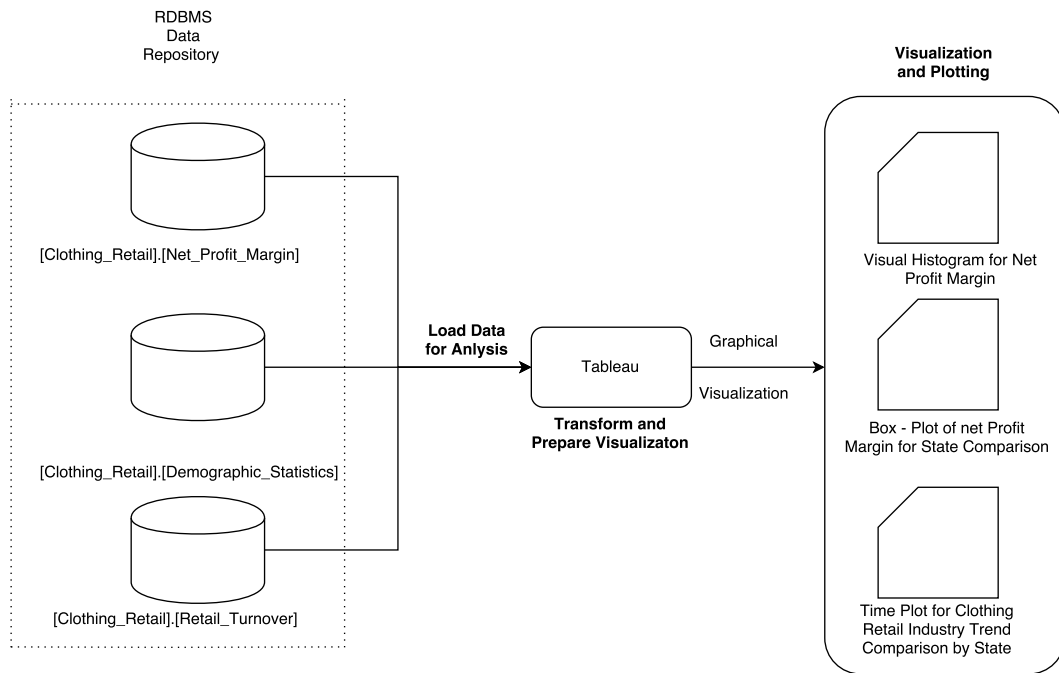 RDBMS
Data
Repository
[Clothing_Retail].[Net_Profit_Margin]
[Clothing_Retail].[Demographic_Statistics]
[Clothing_Retail].[Retail_Turnover]
Load Data
for Anlysis
Tableau
Transform and
Prepare Visualizaton
Graphical
Visualization
Visualization
and Plotting
Visual Histogram for Net
Profit Margin
Box - Plot of net Profit
Margin for State Comparison
Time Plot for Clothing
Retail Industry Trend
Comparison by State